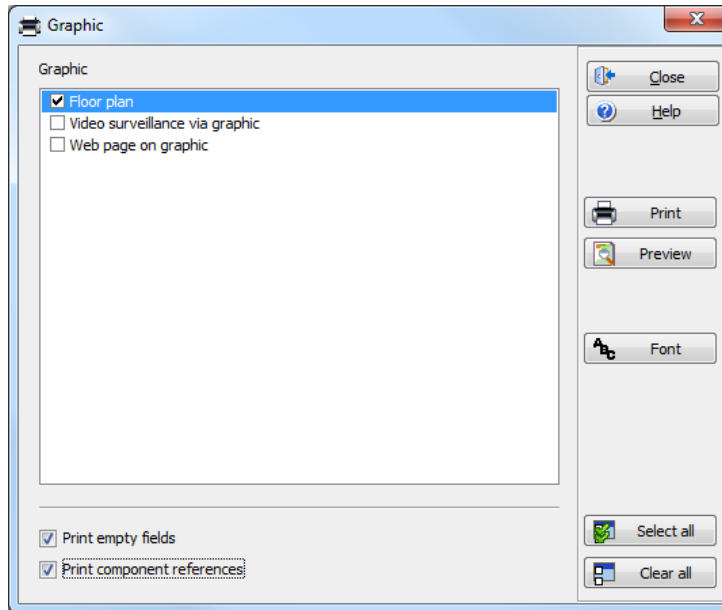 Graphic
Graphic
Floor plan
Video surveillance via graphic
Web page on graphic
Print empty fields
Print component references
Close
Help
Print
Preview
ABC
Font
Select all
Clear all